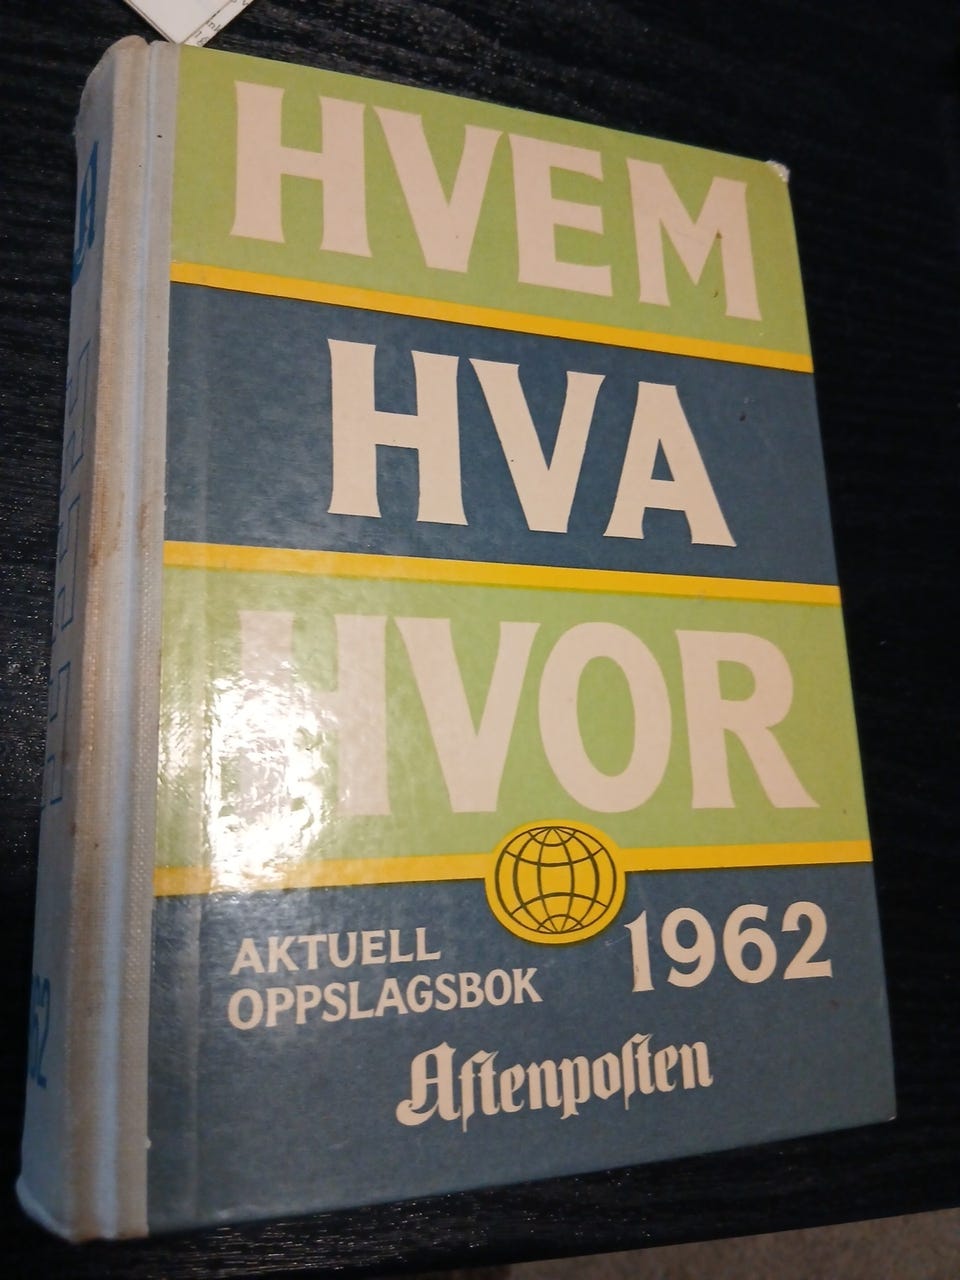 HVEM
HVA
HVOR
AKTUELL
OPPSLAGSBOK
1962
Aftenposten